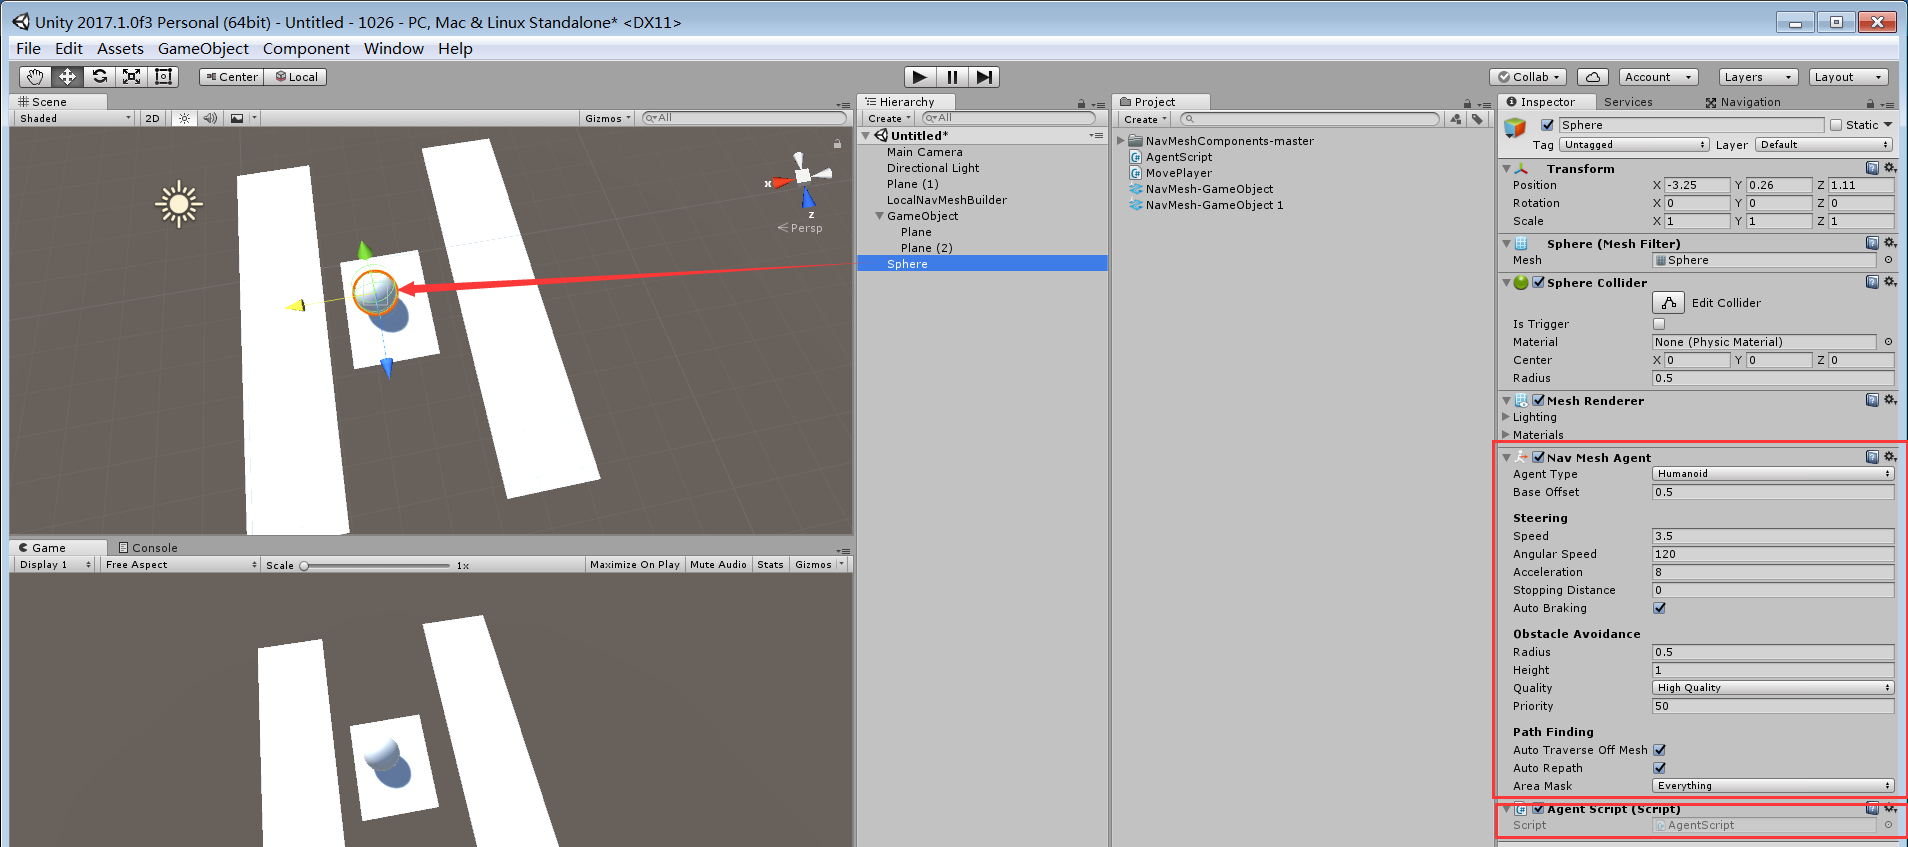 Unity 2017.1.0f3 Personal (64bit) - Untitled - 1026 - PC, Mac & Linux Standalone* <DX11>
File Edit Assets GameObject Component Window Help
Center Local Collab Account Layers Layout
Scene
Shaded 2D Gizmos All
x
z
Persp
Game Console
Display 1 Free Aspect Scale 1x Maximize On Play Mute Audio Stats Gizmos
Hierarchy
Create All
Untitled*
Main Camera
Directional Light
Plane (1)
LocalNavMeshBuilder
GameObject
Plane
Plane (2)
Sphere
Project
Create
NavMeshComponents-master
AgentScript
MovePlayer
NavMesh-GameObject
NavMesh-GameObject 1
Inspector Services Navigation
Sphere Static
Tag Untagged Layer Default
Transform
Position X -3.25 Y 0.26 Z 1.11
Rotation X 0 Y 0 Z 0
Scale X 1 Y 1 Z 1
Sphere (Mesh Filter)
Mesh Sphere
Sphere Collider
Edit Collider
Is Trigger
Material None (Physic Material)
Center X 0 Y 0 Z 0
Radius 0.5
Mesh Renderer
Lighting
Materials
Nav Mesh Agent
Agent Type Humanoid
Base Offset 0.5
Steering
Speed 3.5
Angular Speed 120
Acceleration 8
Stopping Distance 0
Auto Braking
Obstacle Avoidance
Radius 0.5
Height 1
Quality High Quality
Priority 50
Path Finding
Auto Traverse Off Mesh
Auto Repath
Area Mask Everything
Agent Script (Script)
Script AgentScript